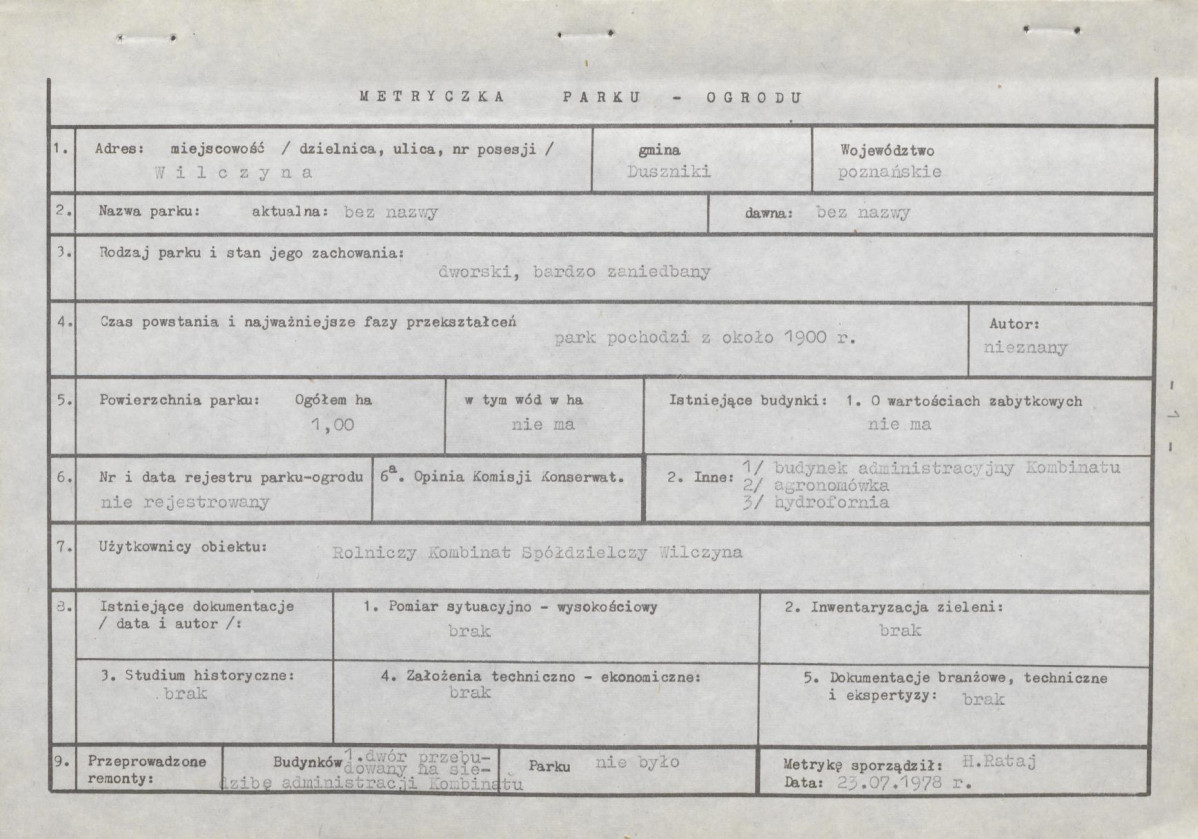 METRYCZKA PARKU - OGRODU
1. Adres: miejscowość / dzielnica, ulica, nr posesji /
Wilczyna
gmina
Duszniki
Województwo
poznańskie
2. Nazwa parku: aktualna: bez nazwy
dawna: bez nazwy
3. Rodzaj parku i stan jego zachowania:
dworski, bardzo zaniedbany
4. Czas powstania i najważniejsze fazy przekształceń
park pochodzi z około 1900 r.
Autor:
nieznany
5. Powierzchnia parku: Ogółem ha
1,00
w tym wód w ha
nie ma
Istniejące budynki: 1. O wartościach zabytkowych
nie ma
- 1 -
6. Nr i data rejestru parku-ogrodu
nie rejestrowany
6a. Opinia Komisji Konserwat.
2. Inne: 1/ budynek administracyjny Kombinatu
2/ agronomówka
3/ hydrofornia
7. Użytkownicy obiektu: Rolniczy Kombinat Spółdzielczy Wilczyna
8. Istniejące dokumentacje
/ data i autor /:
1. Pomiar sytuacyjno - wysokościowy
brak
2. Inwentaryzacja zieleni:
brak
3. Studium historyczne:
brak
4. Założenia techniczno - ekonomiczne:
brak
5. Dokumentacje branżowe, techniczne
i ekspertyzy: brak
9. Przeprowadzone
remonty:
Budynków 1.dwór przebu-
dowany na sie-
dzibę administracji Kombinatu
Parku nie było
Metrykę sporządził: H.Rataj
Data: 23.07.1978 r.